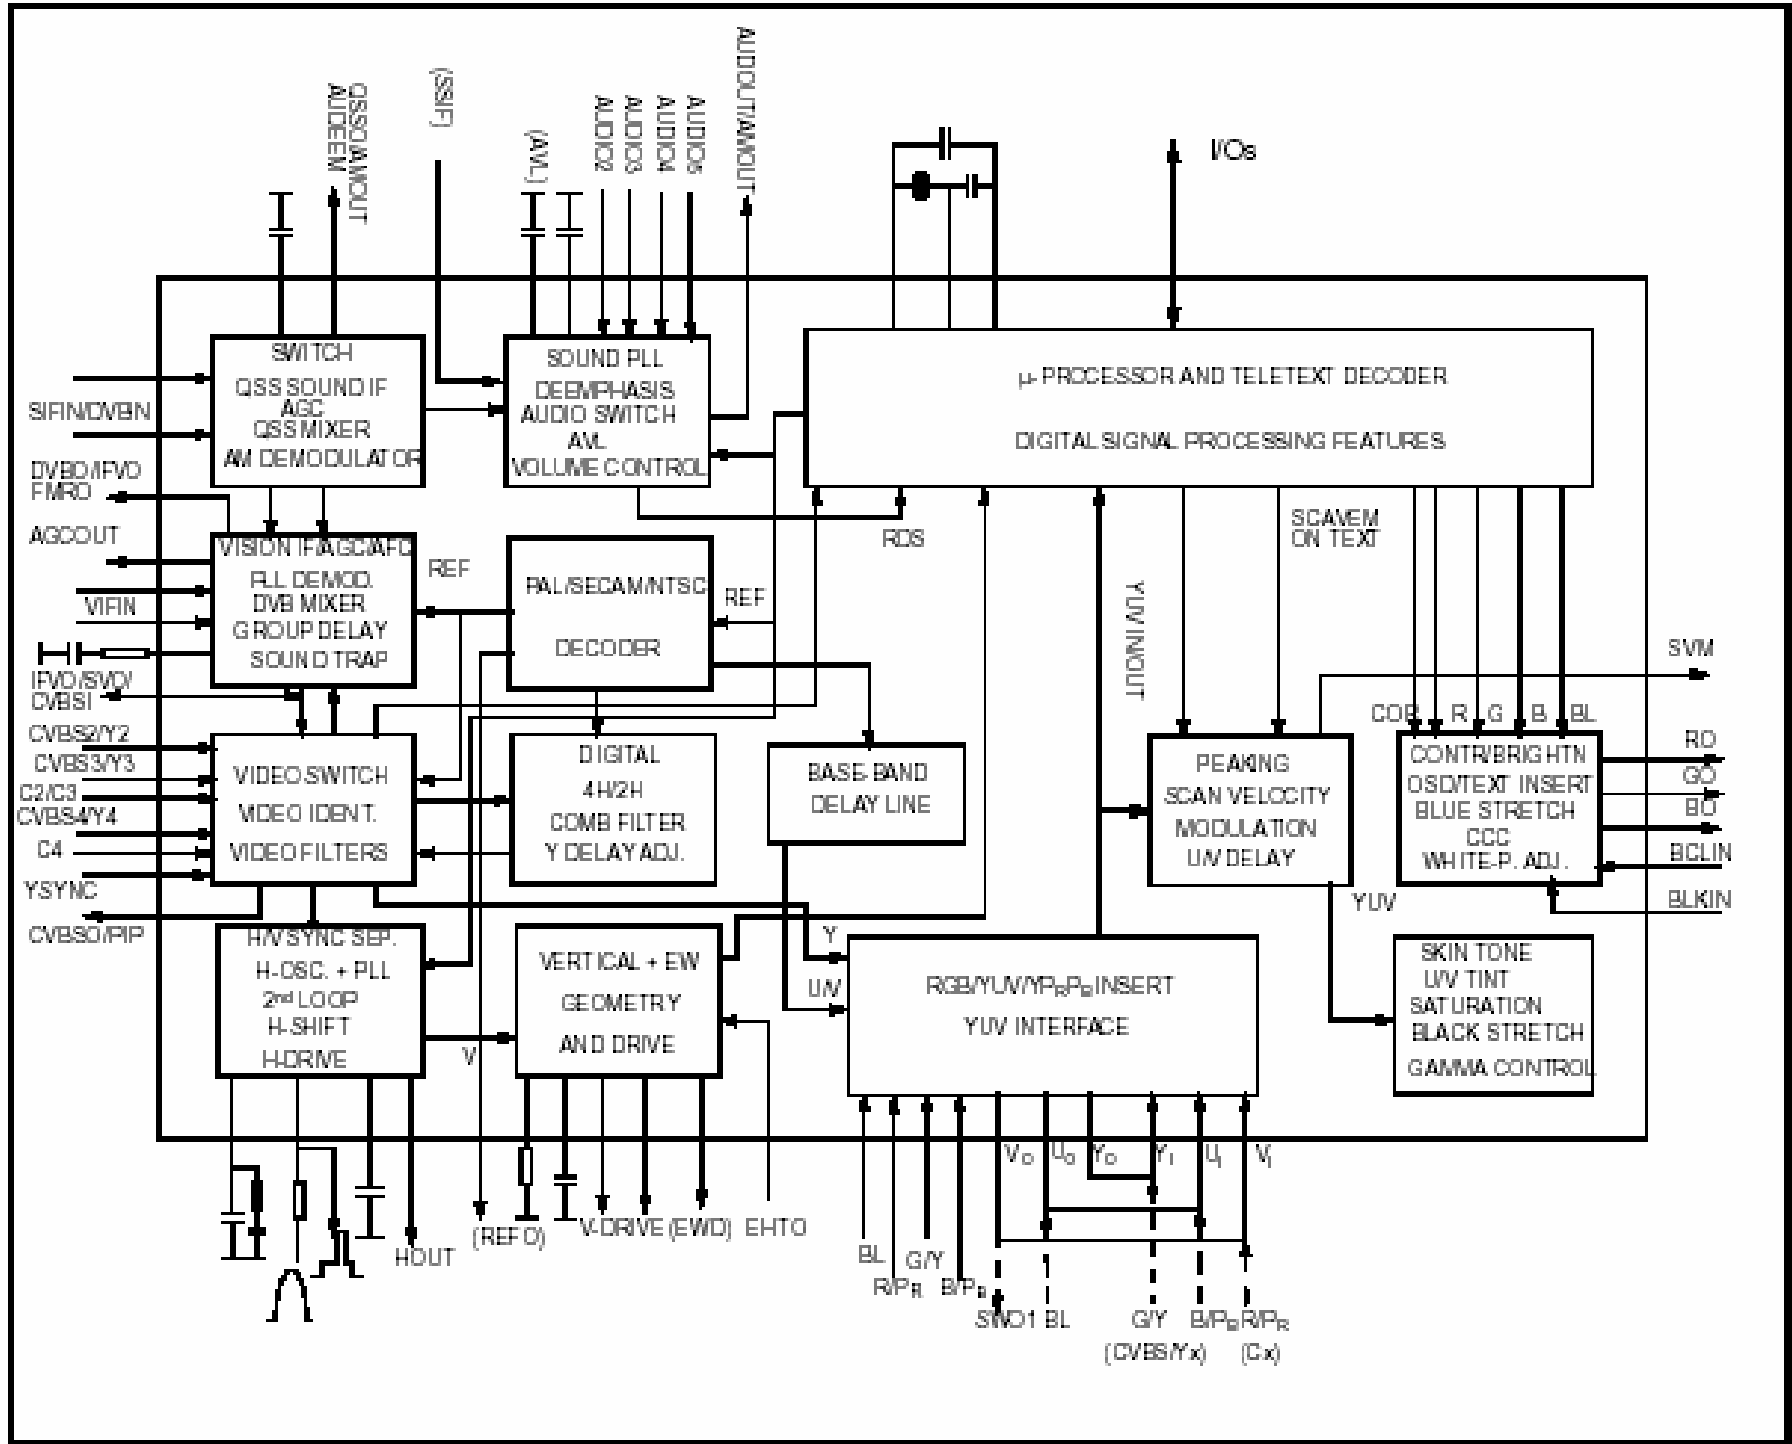 QSSO/AMOUT
AUDEEM
(SSIF)
(AVL)
AUDIO2
AUDIO3
AUDIO4
AUDIO5
AUDOUT/AMOUT
I/Os
SWITCH
QSS SOUND IF
AGC
QSS MIXER
AM DEMODULATOR
SOUND PLL
DEEMPHASIS
AUDIO SWITCH
AVL
VOLUME CONTROL
μ- PROCESSOR AND TELETEXT DECODER
DIGITAL SIGNAL PROCESSING FEATURES
SIFIN/DVBIN
DVBO/IFVO
FMRO
AGCOUT
VIFIN
IFVO/SVO/
CVBSI
CVBS2/Y2
CVBS3/Y3
C2/C3
CVBS4/Y4
C4
YSYNC
CVBSO/PIP
VISION IF/AGC/AFC
PLL DEMOD.
DVB MIXER
GROUP DELAY
SOUND TRAP
REF
PAL/SECAM/NTSC
DECODER
REF
RDS
YUV IN/OUT
SCAVEM
ON TEXT
SVM
VIDEO SWITCH
VIDEO IDENT.
VIDEO FILTERS
DIGITAL
4H/2H
COMB FILTER
Y DELAY ADJ.
BASE-BAND
DELAY LINE
PEAKING
SCAN VELOCITY
MODULATION
U/V DELAY
COR
R
G
B
BL
CONTR/BRIGHTN
OSD/TEXT INSERT
BLUE STRETCH
CCC
WHITE-P. ADJ.
RO
GO
BO
BCLIN
BLKIN
YUV
H/V SYNC SEP.
H-OSC. + PLL
2nd LOOP
H-SHIFT
H-DRIVE
V
VERTICAL + EW
GEOMETRY
AND DRIVE
Y
U/V
RGB/YUV/YPRPB INSERT
YUV INTERFACE
SKIN TONE
U/V TINT
SATURATION
BLACK STRETCH
GAMMA CONTROL
VO
UO
YO
YI
UI
VI
HOUT
(REFO)
V-DRIVE
(EWD)
EHTO
BL
R/PR
G/Y
B/PB
SWO1
BL
G/Y
B/PB
R/PR
(CVBS/Yx)
(Cx)